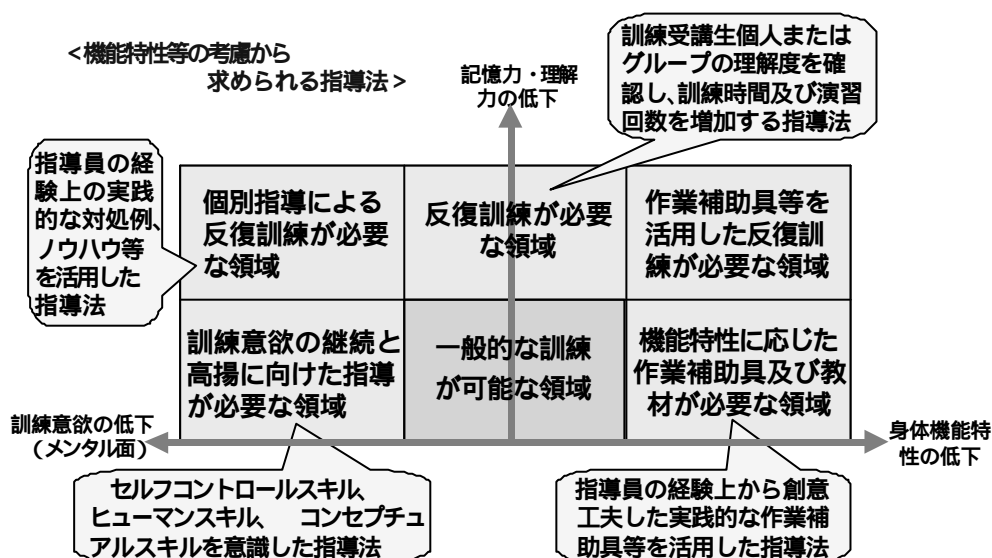 <機能特性等の考慮から
求められる指導法>
記憶力・理解
力の低下
訓練受講生個人または
グループの理解度を確
認し、訓練時間及び演習
回数を増加する指導法
指導員の経
験上の実践
的な対処例、
ノウハウ等
を活用した
指導法
個別指導による
反復訓練が必要
な領域
反復訓練が必要
な領域
作業補助具等を
活用した反復訓
練が必要な領域
訓練意欲の継続と
高揚に向けた指導
が必要な領域
一般的な訓練
が可能な領域
機能特性に応じた
作業補助具及び教
材が必要な領域
訓練意欲の低下
(メンタル面)
身体機能特
性の低下
セルフコントロールスキル、
ヒューマンスキル、 コンセプチュ
アルスキルを意識した指導法
指導員の経験上から創意
工夫した実践的な作業補
助具等を活用した指導法